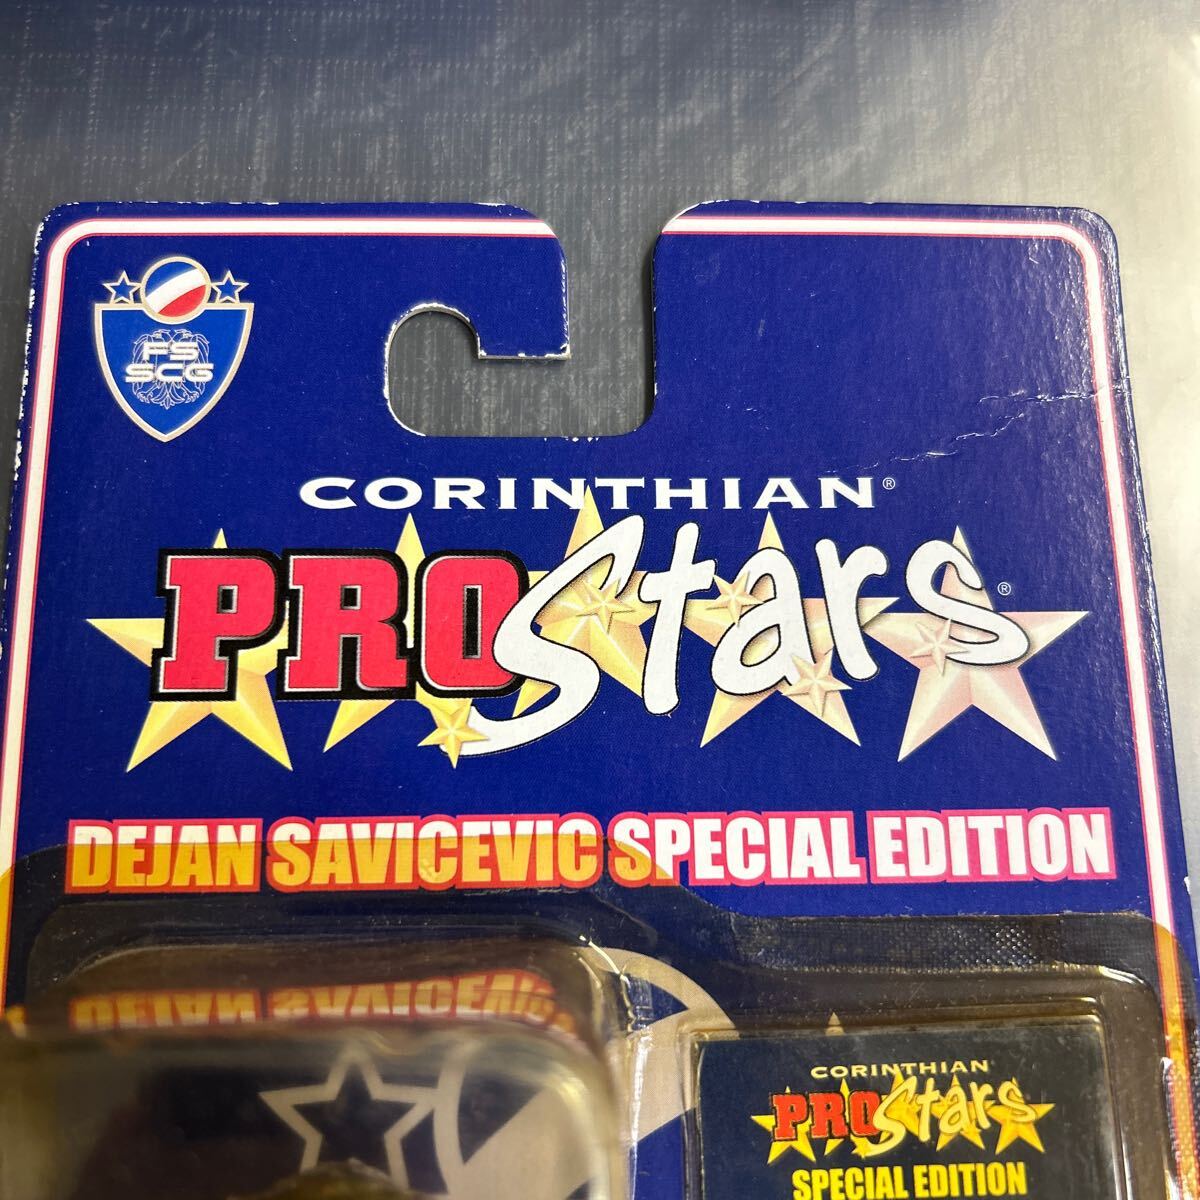 FS
SCG
CORINTHIAN®
PROStars®
DEJAN SAVICEVIC SPECIAL EDITION
DEJAN SAVICEVIC
CORINTHIAN
PROStars
SPECIAL EDITION